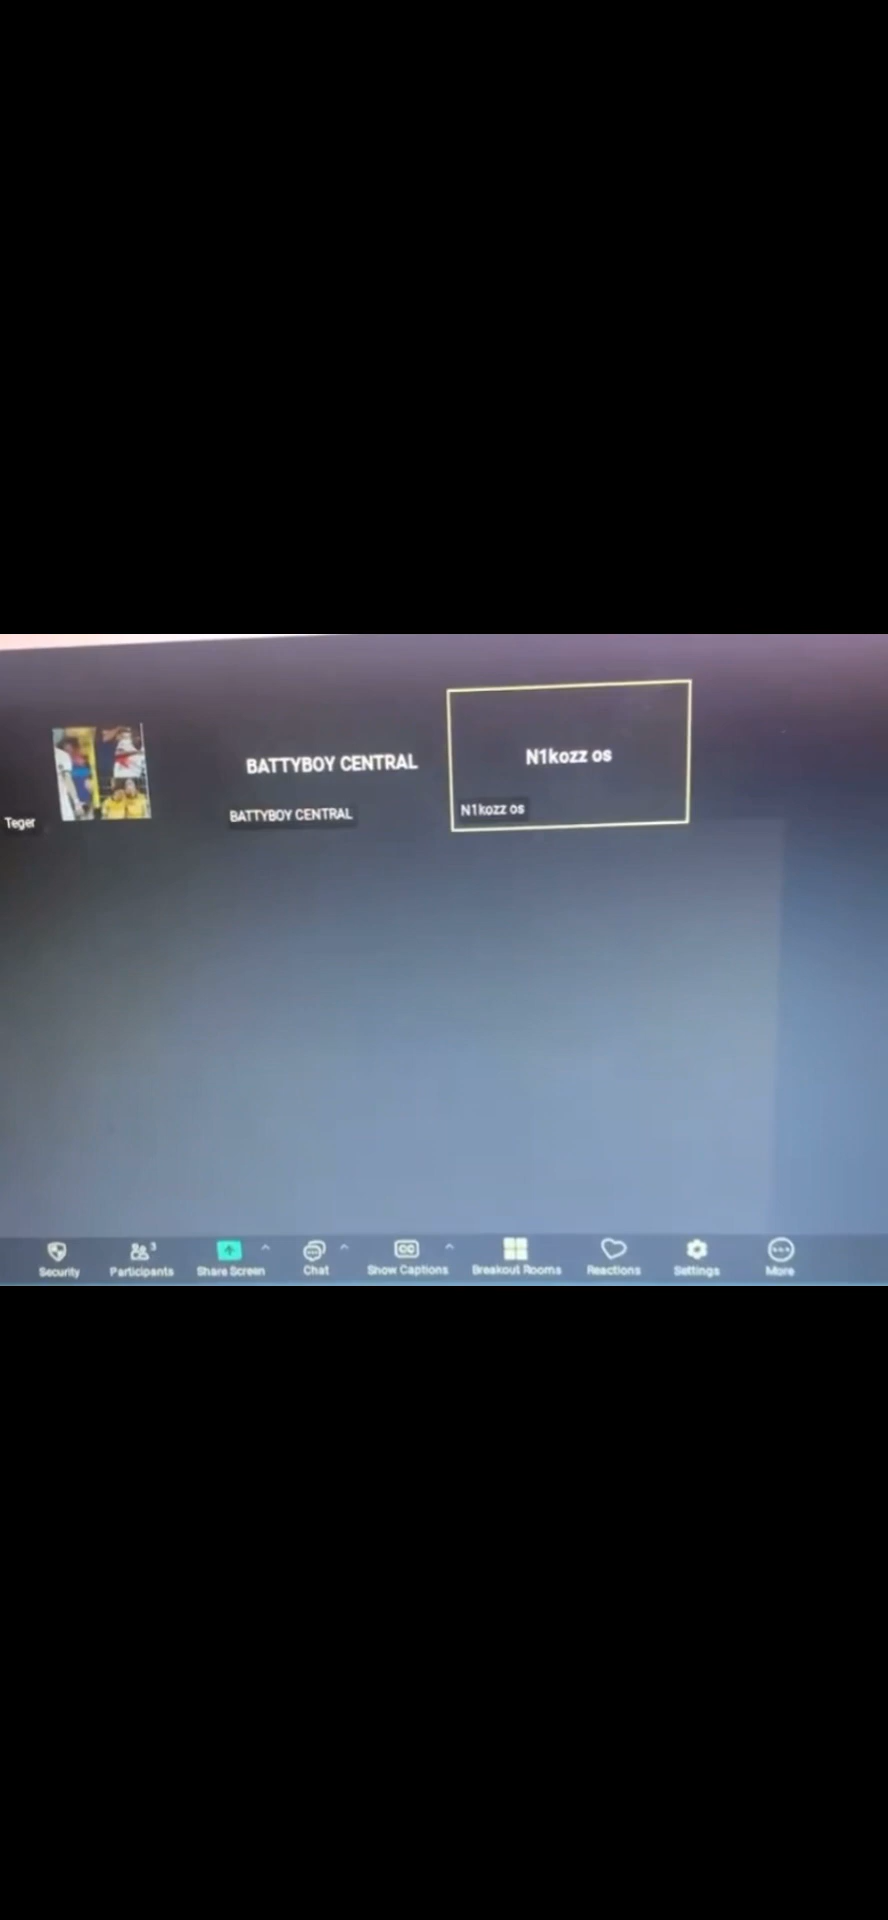 BATTYBOY CENTRAL
N1kozz os
Teger
BATTYBOY CENTRAL
N1kozz os
3
Security
Participants
Share Screen
Chat
CC
Show Captions
Breakout Rooms
Reactions
Settings
More